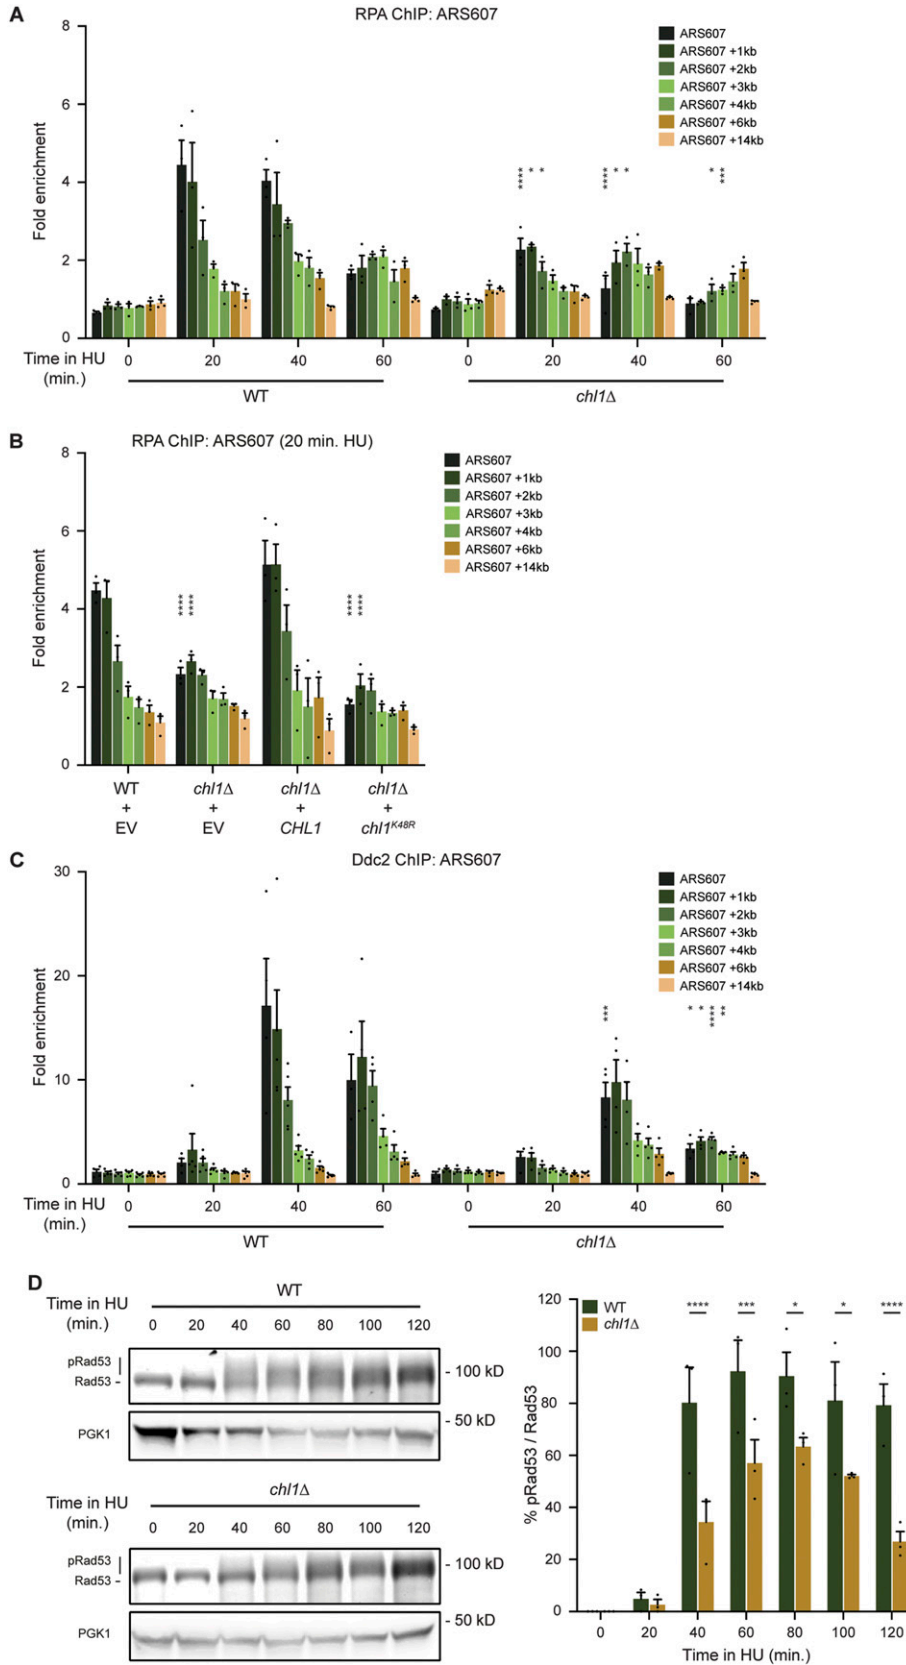 A
RPA ChIP: ARS607
8
6
4
2
0
Fold enrichment
ARS607
ARS607 +1kb
ARS607 +2kb
ARS607 +3kb
ARS607 +4kb
ARS607 +6kb
ARS607 +14kb
**** * * **** * * * ***
Time in HU
(min.)
0 20 40 60 0 20 40 60
WT chl1Δ
B
RPA ChIP: ARS607 (20 min. HU)
8
6
4
2
0
Fold enrichment
ARS607
ARS607 +1kb
ARS607 +2kb
ARS607 +3kb
ARS607 +4kb
ARS607 +6kb
ARS607 +14kb
**** **** **** ****
WT chl1Δ chl1Δ chl1Δ
+ + + +
EV EV CHL1 chl1K48R
C
Ddc2 ChIP: ARS607
30
20
10
0
Fold enrichment
ARS607
ARS607 +1kb
ARS607 +2kb
ARS607 +3kb
ARS607 +4kb
ARS607 +6kb
ARS607 +14kb
*** * * **** **
Time in HU
(min.)
0 20 40 60 0 20 40 60
WT chl1Δ
D
WT
Time in HU
(min.)
0 20 40 60 80 100 120
pRad53
Rad53 -
- 100 kD
PGK1
- 50 kD
chl1Δ
Time in HU
(min.)
0 20 40 60 80 100 120
pRad53
Rad53 -
- 100 kD
PGK1
- 50 kD
WT
chl1Δ
**** *** * * ****
120
100
80
60
40
20
0
% pRad53 / Rad53
0 20 40 60 80 100 120
Time in HU (min.)